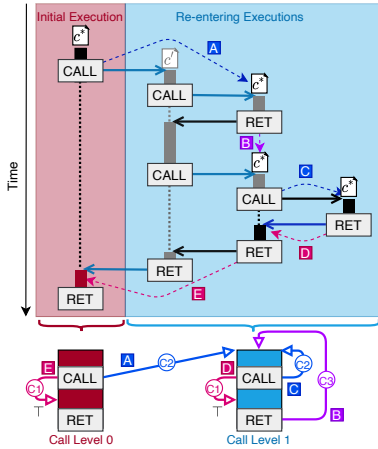 Initial Execution
Re-entering Executions
c*
A
CALL
c'
c*
CALL
RET
B
c*
CALL
C
c*
CALL
RET
D
RET
RET
E
RET
Time
E
A
D
C2
C2
C3
C1
CALL
C1
CALL
C
⊤
RET
⊤
RET
B
Call Level 0
Call Level 1